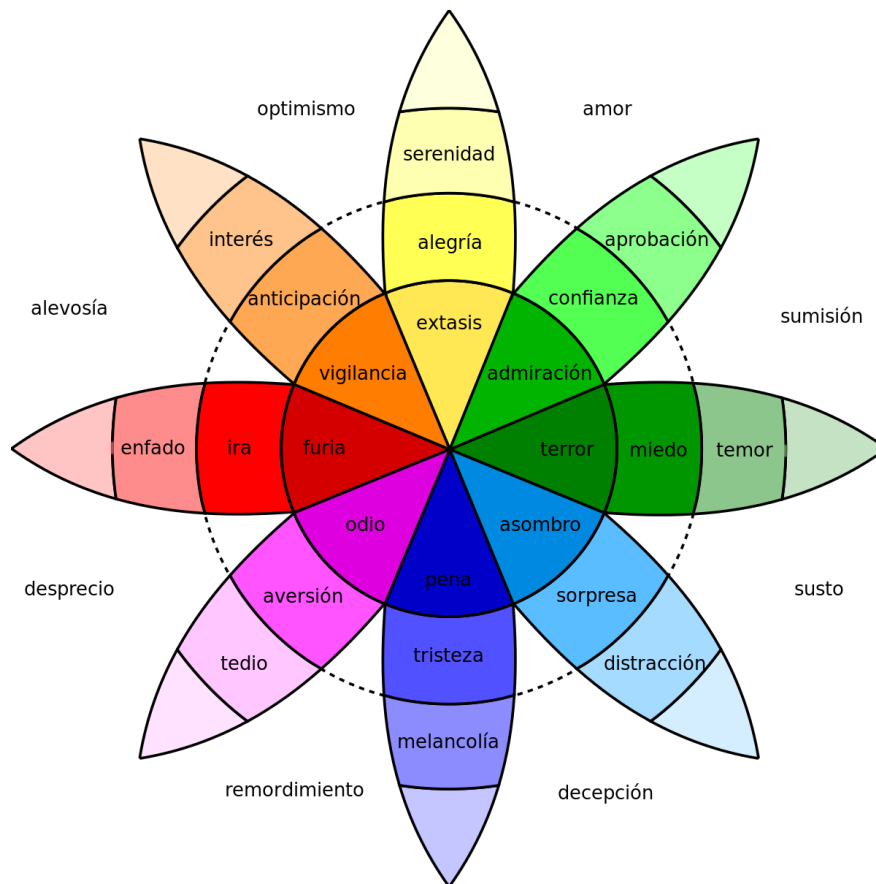 optimismo
amor
serenidad
interés
alegría
aprobación
anticipación
confianza
alevosía
extasis
sumisión
vigilancia
admiración
enfado
ira
furia
terror
miedo
temor
odio
asombro
desprecio
pena
susto
aversión
sorpresa
tedio
tristeza
distracción
melancolía
remordimiento
decepción